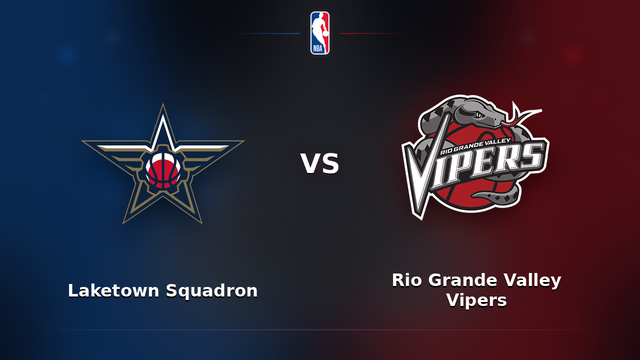 NBA
VS
RIO GRANDE VALLEY
VIPERS
Laketown Squadron
Rio Grande Valley
Vipers